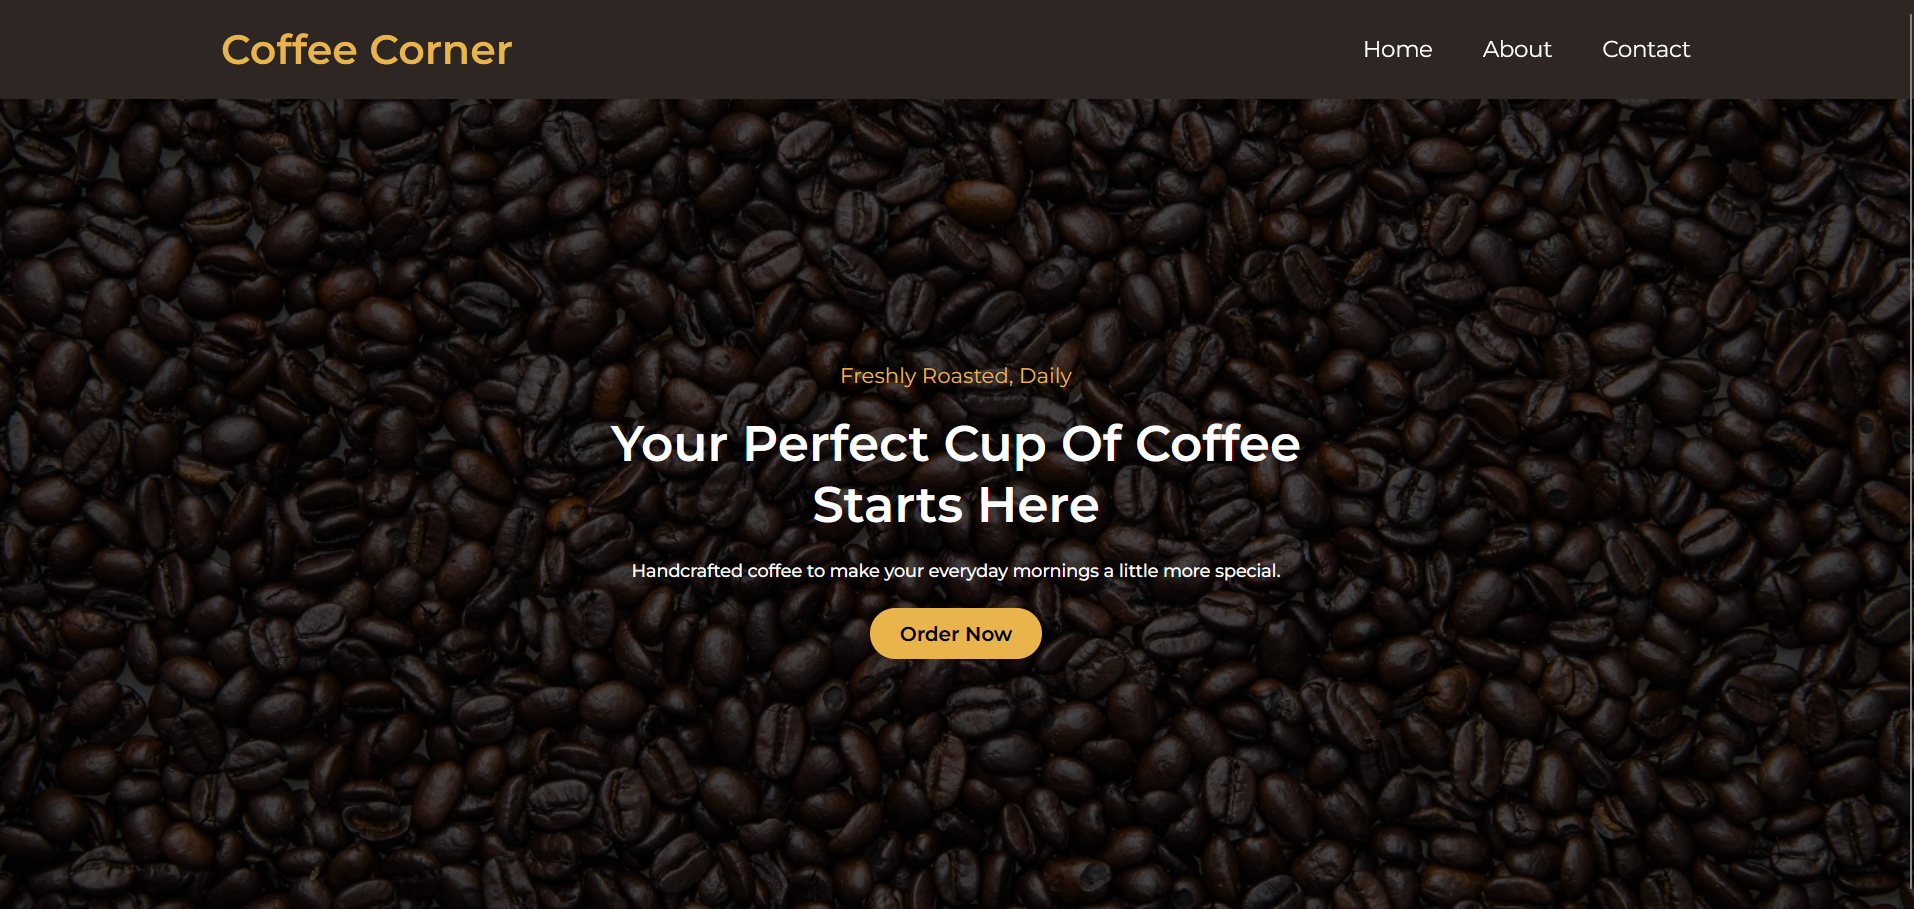 Coffee Corner
Home
About
Contact
Freshly Roasted, Daily
Your Perfect Cup Of Coffee
Starts Here
Handcrafted coffee to make your everyday mornings a little more special.
Order Now